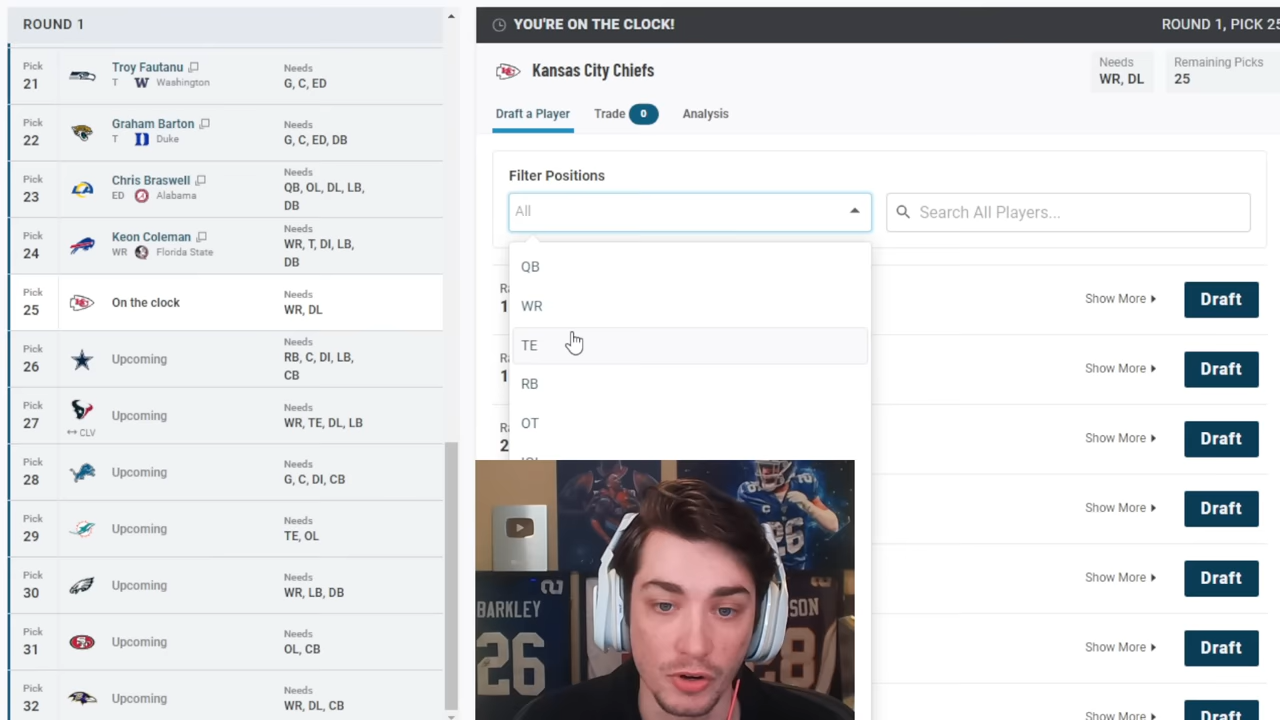 ROUND 1
Pick
21
Troy Fautanu
T Washington
Needs
G, C, ED
Pick
22
Graham Barton
T Duke
Needs
G, C, ED, DB
Pick
23
Chris Braswell
ED Alabama
Needs
QB, OL, DL, LB,
DB
Pick
24
Keon Coleman
WR Florida State
Needs
WR, T, DI, LB,
DB
Pick
25
On the clock
Needs
WR, DL
Pick
26
Upcoming
Needs
RB, C, DI, LB,
CB
Pick
27
↔ CLV
Upcoming
Needs
WR, TE, DL, LB
Pick
28
Upcoming
Needs
G, C, DI, CB
Pick
29
Upcoming
Needs
TE, OL
Pick
30
Upcoming
Needs
WR, LB, DB
Pick
31
Upcoming
Needs
OL, CB
Pick
32
Upcoming
Needs
WR, DL, CB
YOU'RE ON THE CLOCK!
ROUND 1, PICK 25
Kansas City Chiefs
Needs
WR, DL
Remaining Picks
25
Draft a Player
Trade 0
Analysis
Filter Positions
All
Search All Players...
QB
WR
TE
RB
OT
Show More
Draft
Show More
Draft
Show More
Draft
Show More
Draft
Show More
Draft
Show More
Draft
Show More
Draft
BARKLEY
26
26
SON
28